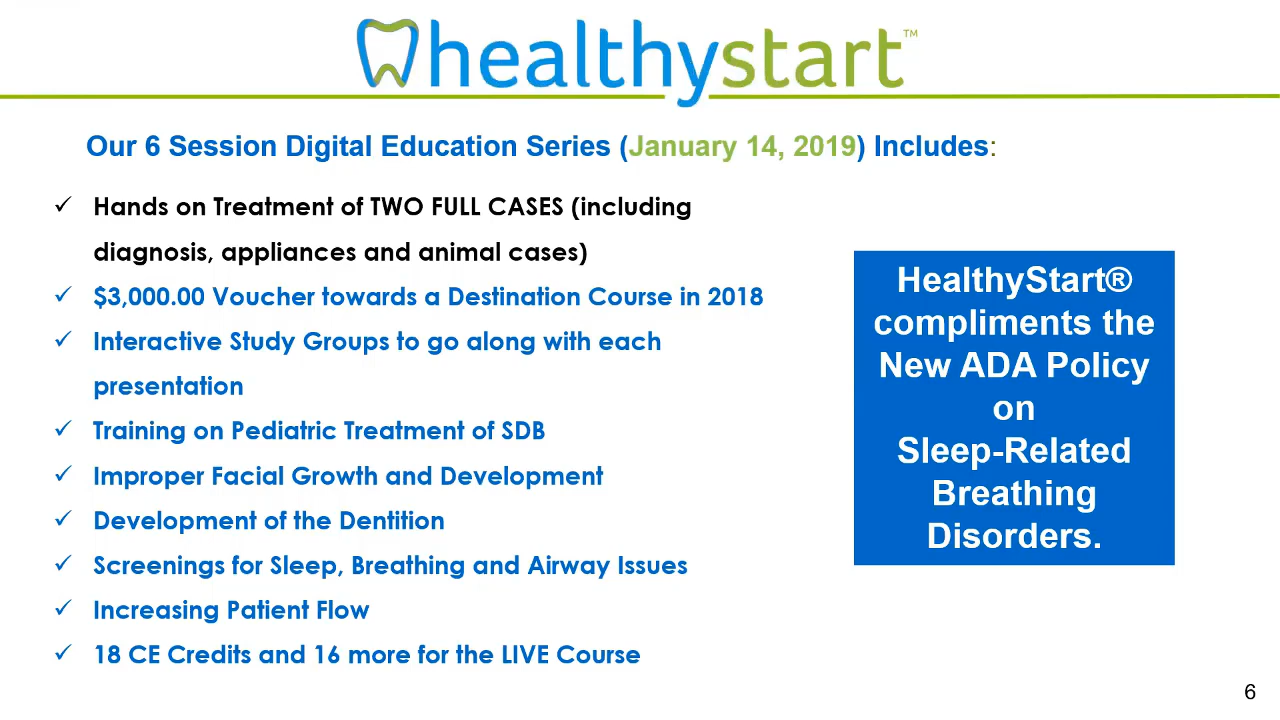 healthystart™
Our 6 Session Digital Education Series (January 14, 2019) Includes:
✓ Hands on Treatment of TWO FULL CASES (including
diagnosis, appliances and animal cases)
✓ $3,000.00 Voucher towards a Destination Course in 2018
✓ Interactive Study Groups to go along with each
presentation
✓ Training on Pediatric Treatment of SDB
✓ Improper Facial Growth and Development
✓ Development of the Dentition
✓ Screenings for Sleep, Breathing and Airway Issues
✓ Increasing Patient Flow
✓ 18 CE Credits and 16 more for the LIVE Course
HealthyStart®
compliments the
New ADA Policy
on
Sleep-Related
Breathing
Disorders.
6